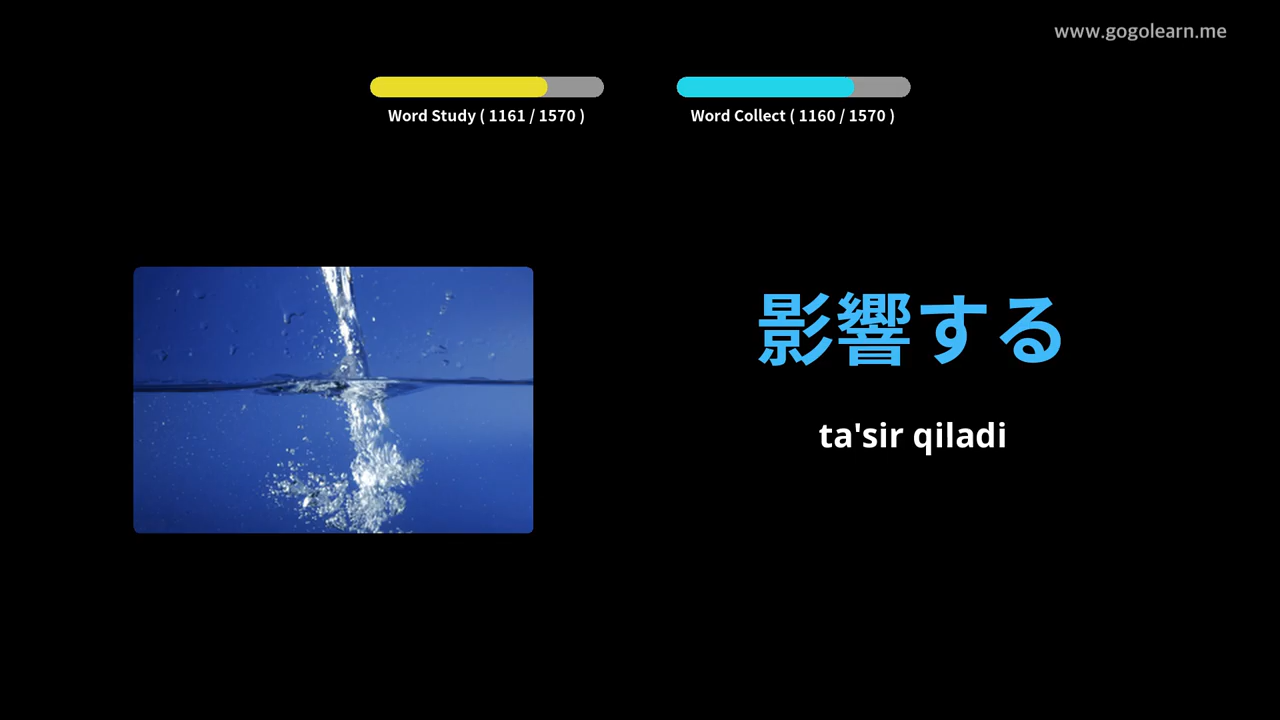 www.gogolearn.me
Word Study ( 1161 / 1570 )
Word Collect ( 1160 / 1570 )
影響する
ta'sir qiladi